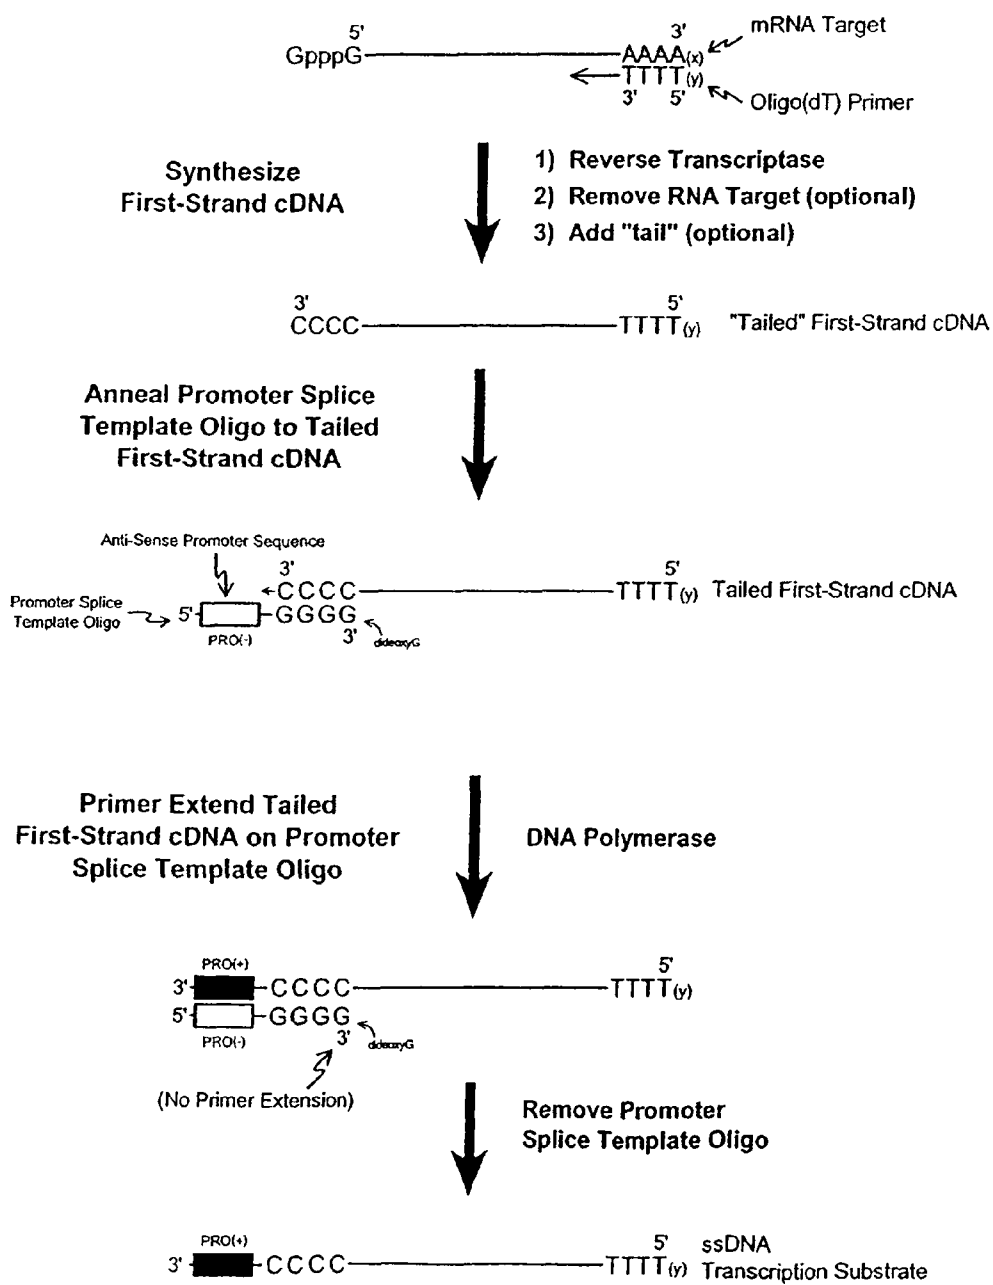 5' 3' mRNA Target
GpppG AAAA(x)
TTTT(y)
3' 5' Oligo(dT) Primer
Synthesize
First-Strand cDNA
1) Reverse Transcriptase
2) Remove RNA Target (optional)
3) Add "tail" (optional)
3' 5'
CCCC TTTT(y) "Tailed" First-Strand cDNA
Anneal Promoter Splice
Template Oligo to Tailed
First-Strand cDNA
Anti-Sense Promoter Sequence
3' 5'
CCCC TTTT(y) Tailed First-Strand cDNA
Promoter Splice
Template Oligo
5' GGGG
PRO(-) 3' dideoxyG
Primer Extend Tailed
First-Strand cDNA on Promoter
Splice Template Oligo
DNA Polymerase
PRO(+) 5'
3' CCCC TTTT(y)
5' GGGG
PRO(-) 3' dideoxyG
(No Primer Extension)
Remove Promoter
Splice Template Oligo
PRO(+) 5' ssDNA
3' CCCC TTTT(y) Transcription Substrate